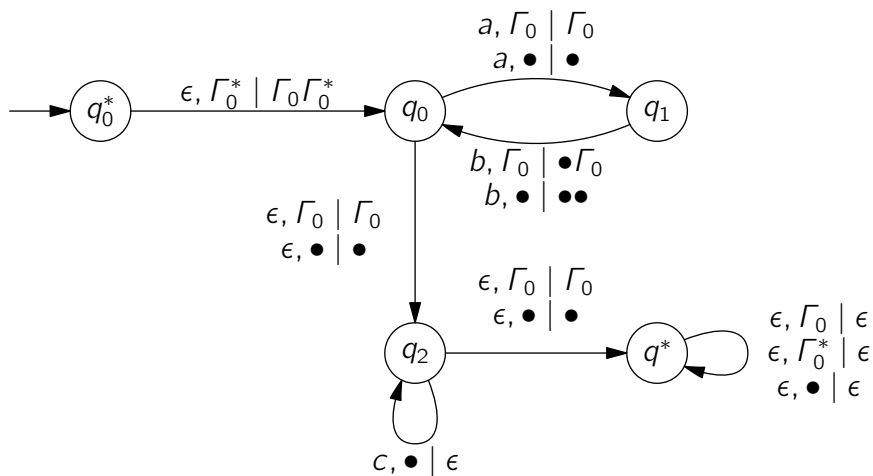 a, Γ₀ | Γ₀
a, • | •
ϵ, Γ₀* | Γ₀Γ₀*
q₀*
q₀
q₁
b, Γ₀ | •Γ₀
b, • | ••
ϵ, Γ₀ | Γ₀
ϵ, • | •
ϵ, Γ₀ | Γ₀
ϵ, • | •
q₂
q*
ϵ, Γ₀ | ϵ
ϵ, Γ₀* | ϵ
ϵ, • | ϵ
c, • | ϵ